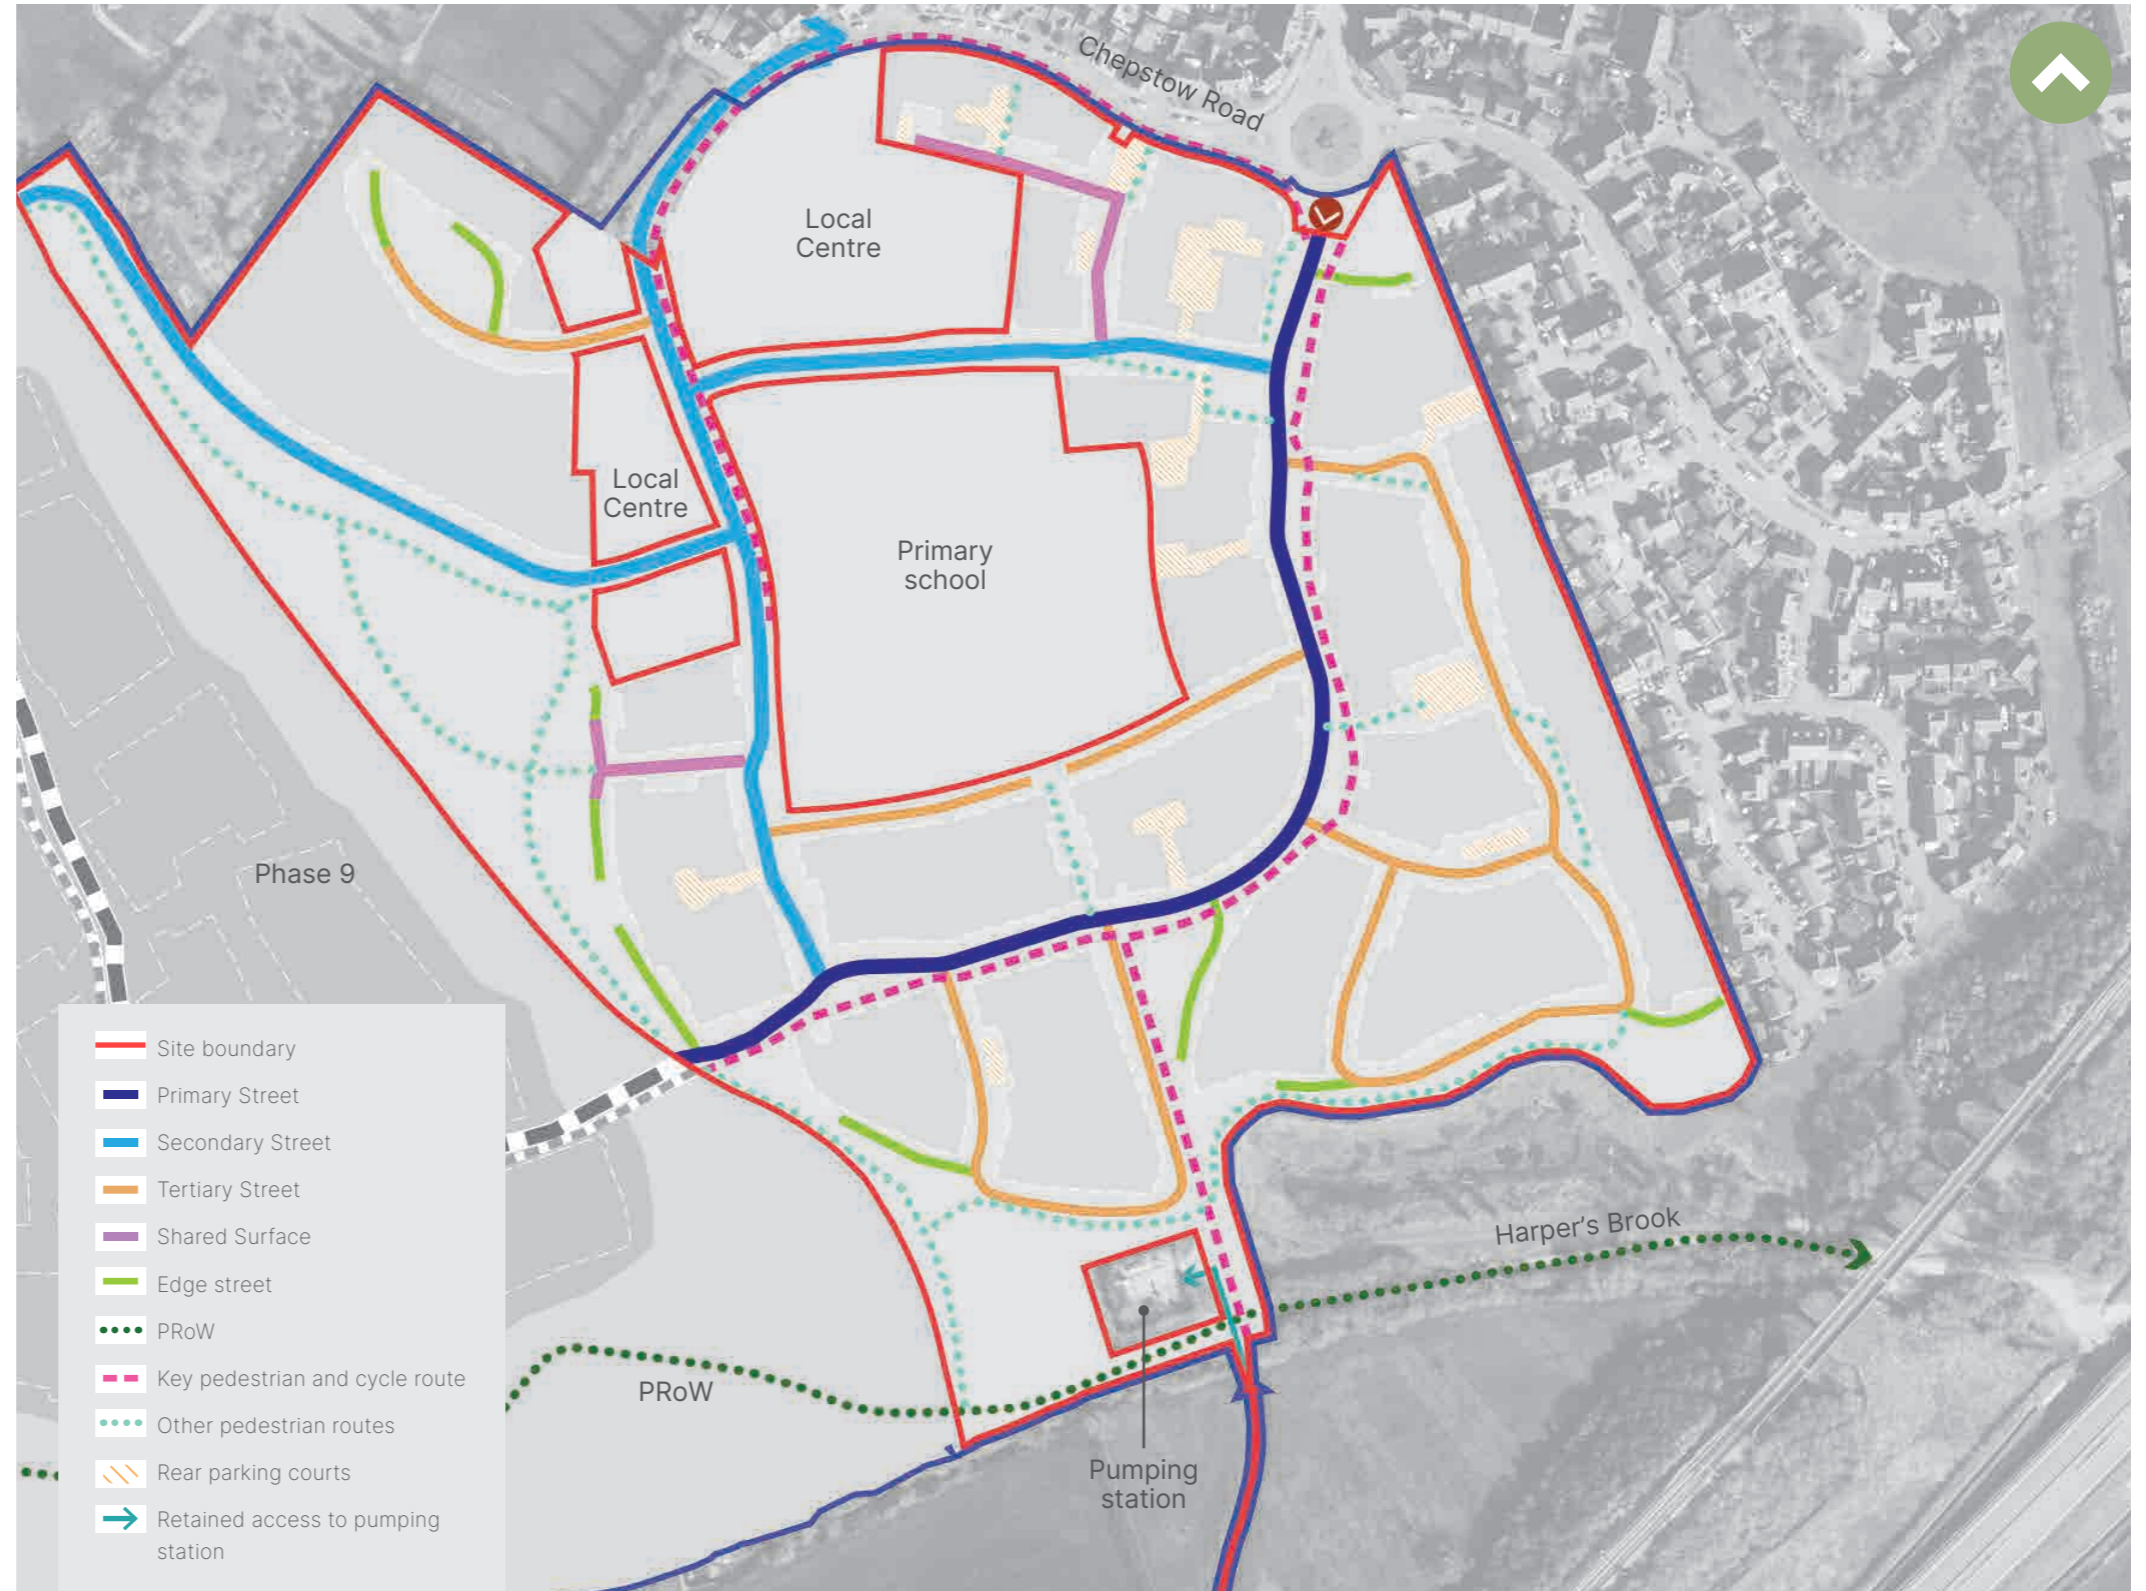 Chepstow Road
Local
Centre
Local
Centre
Primary
school
Phase 9
Site boundary
Primary Street
Secondary Street
Tertiary Street
Shared Surface
Edge street
PRoW
Key pedestrian and cycle route
Other pedestrian routes
Rear parking courts
Retained access to pumping
station
Harper's Brook
PRoW
Pumping
station